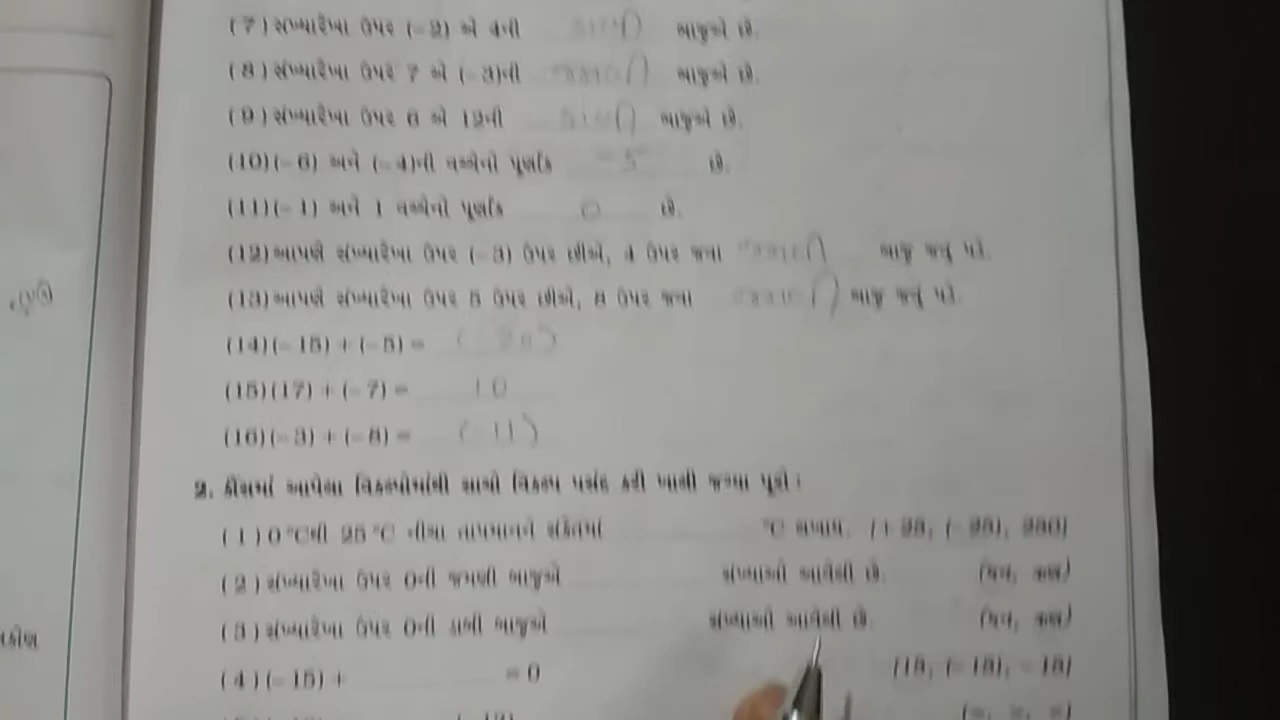 (7) સંખ્યારેખા ઉપર (-2) એ 4ની ડાબી બાજુએ છે.
(8) સંખ્યારેખા ઉપર 7 એ (-3)ની જમણી બાજુએ છે.
(9) સંખ્યારેખા ઉપર 6 એ 12ની ડાબી બાજુએ છે.
(10) (-6) અને (-4)ની વચ્ચેનો પૂર્ણાંક -5 છે.
(11) (-1) અને 1 વચ્ચેનો પૂર્ણાંક 0 છે.
(12) આપણે સંખ્યારેખા ઉપર (-3) ઉપર છીએ, 4 ઉપર જવા જમણી બાજુ જવું પડે.
(13) આપણે સંખ્યારેખા ઉપર 5 ઉપર છીએ, 8 ઉપર જવા જમણી બાજુ જવું પડે.
(14) (-15) + (-5) = (-20)
(15) (17) + (-7) = 10
(16) (-3) + (-8) = (-11)
2. કૌંસમાં આપેલા વિકલ્પોમાંથી સાચો વિકલ્પ પસંદ કરી ખાલી જગ્યા પૂરો :
(1) 0 °Cથી 25 °C નીચા તાપમાનને સંકેતમાં °C લખાય. [+ 25, (-25), 250]
(2) સંખ્યારેખા ઉપર 0ની જમણી બાજુએ સંખ્યાઓ આવેલી છે. (ધન, ઋણ)
(3) સંખ્યારેખા ઉપર 0ની ડાબી બાજુએ સંખ્યાઓ આવેલી છે. (ધન, ઋણ)
(4) (-15) + = 0 [15, (-15), -15]